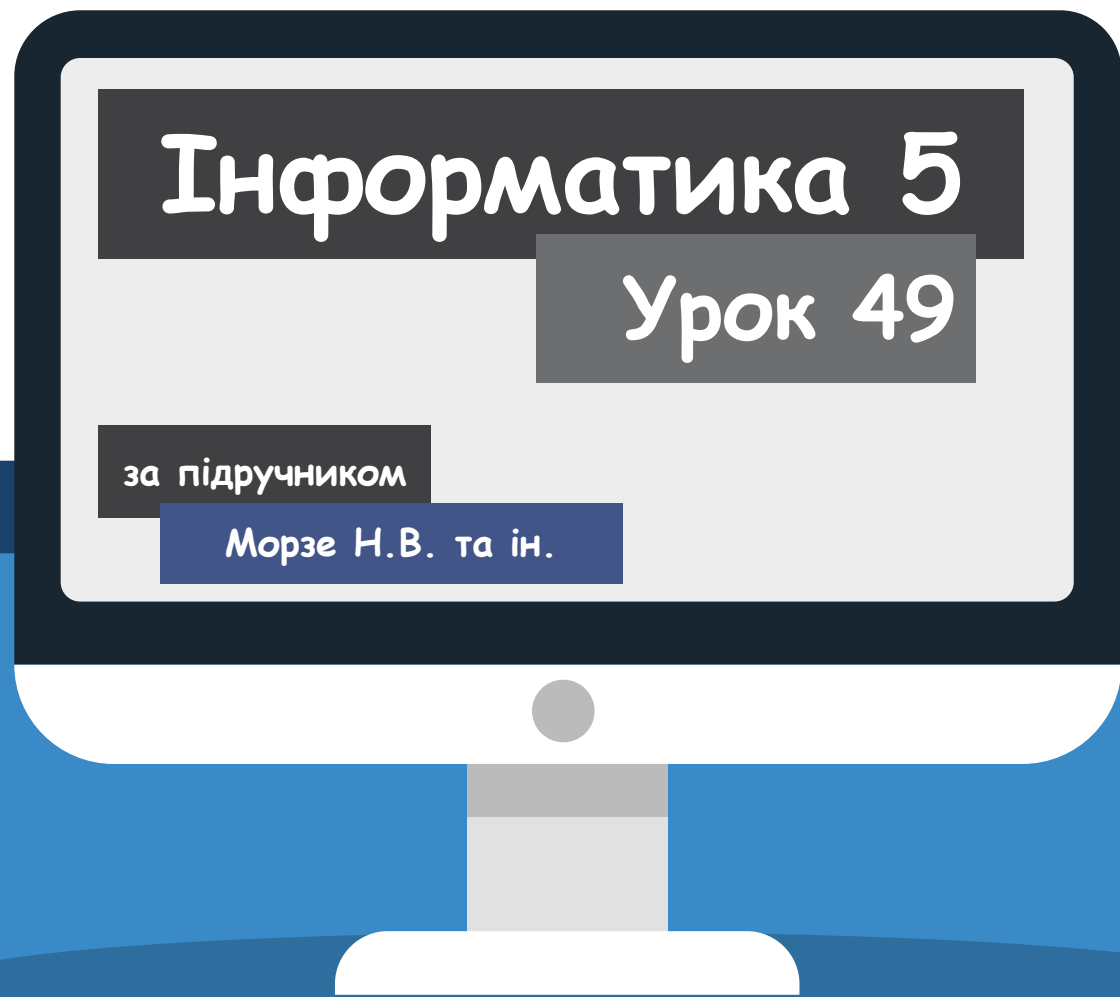 Інформатика 5
Урок 49
за підручником
Морзе Н.В. та ін.